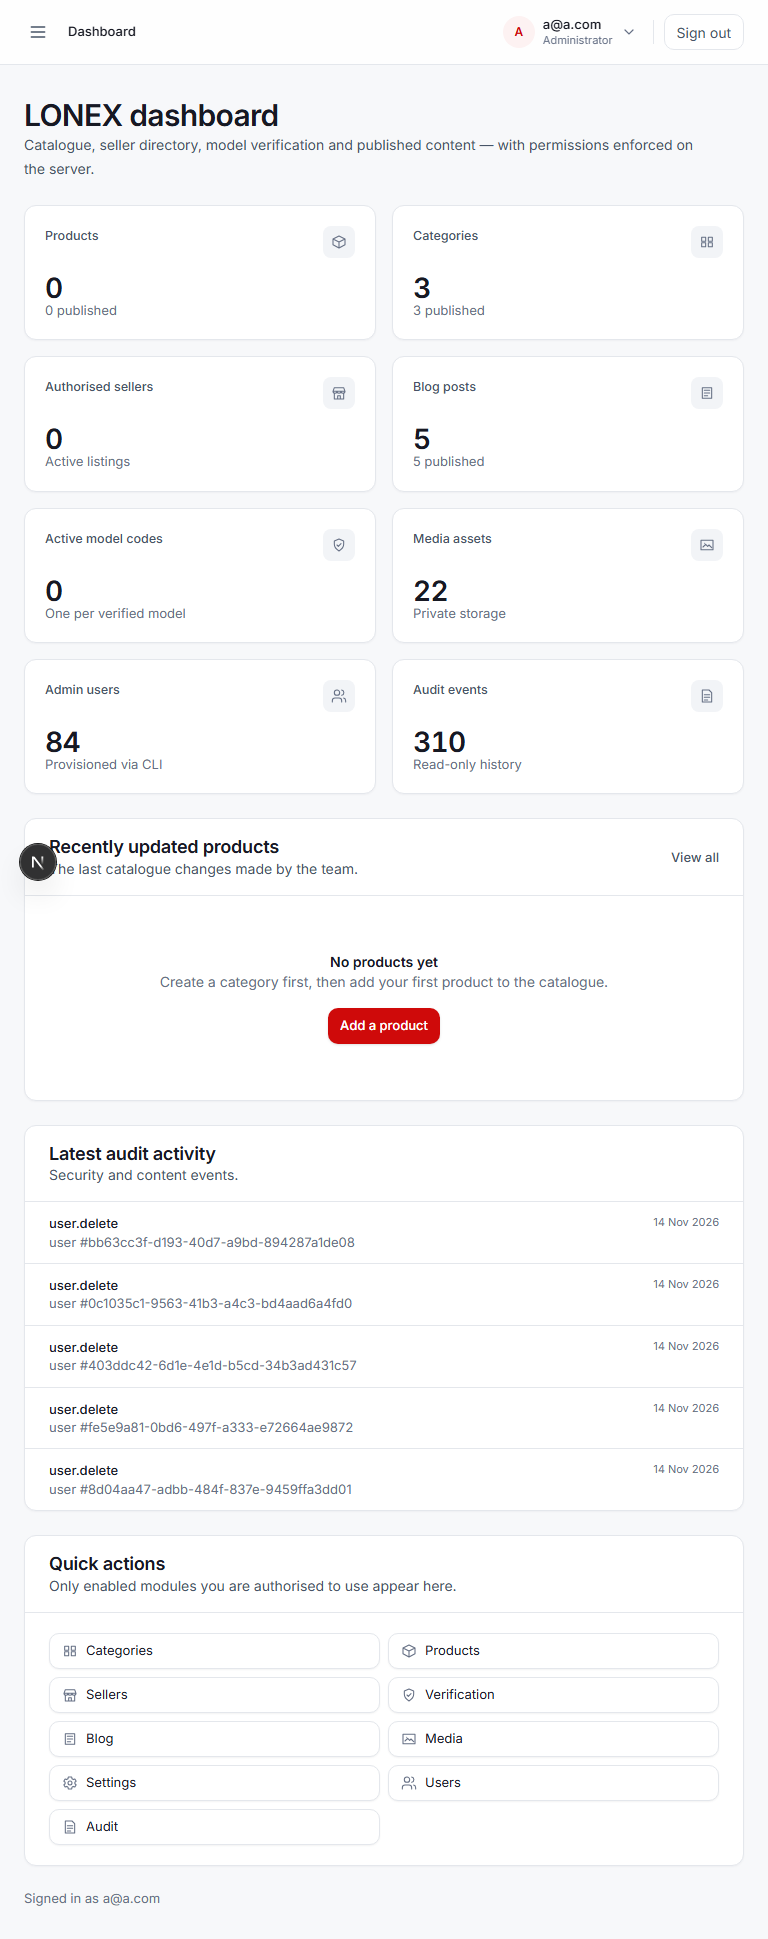 Dashboard
A
a@a.com
Administrator
Sign out
LONEX dashboard
Catalogue, seller directory, model verification and published content — with permissions enforced on
the server.
Products
0
0 published
Categories
3
3 published
Authorised sellers
0
Active listings
Blog posts
5
5 published
Active model codes
0
One per verified model
Media assets
22
Private storage
Admin users
84
Provisioned via CLI
Audit events
310
Read-only history
N
Recently updated products
The last catalogue changes made by the team.
View all
No products yet
Create a category first, then add your first product to the catalogue.
Add a product
Latest audit activity
Security and content events.
user.delete
14 Nov 2026
user #bb63cc3f-d193-40d7-a9bd-894287a1de08
user.delete
14 Nov 2026
user #0c1035c1-9563-41b3-a4c3-bd4aad6a4fd0
user.delete
14 Nov 2026
user #403ddc42-6d1e-4e1d-b5cd-34b3ad431c57
user.delete
14 Nov 2026
user #fe5e9a81-0bd6-497f-a333-e72664ae9872
user.delete
14 Nov 2026
user #8d04aa47-adbb-484f-837e-9459ffa3dd01
Quick actions
Only enabled modules you are authorised to use appear here.
Categories
Products
Sellers
Verification
Blog
Media
Settings
Users
Audit
Signed in as a@a.com